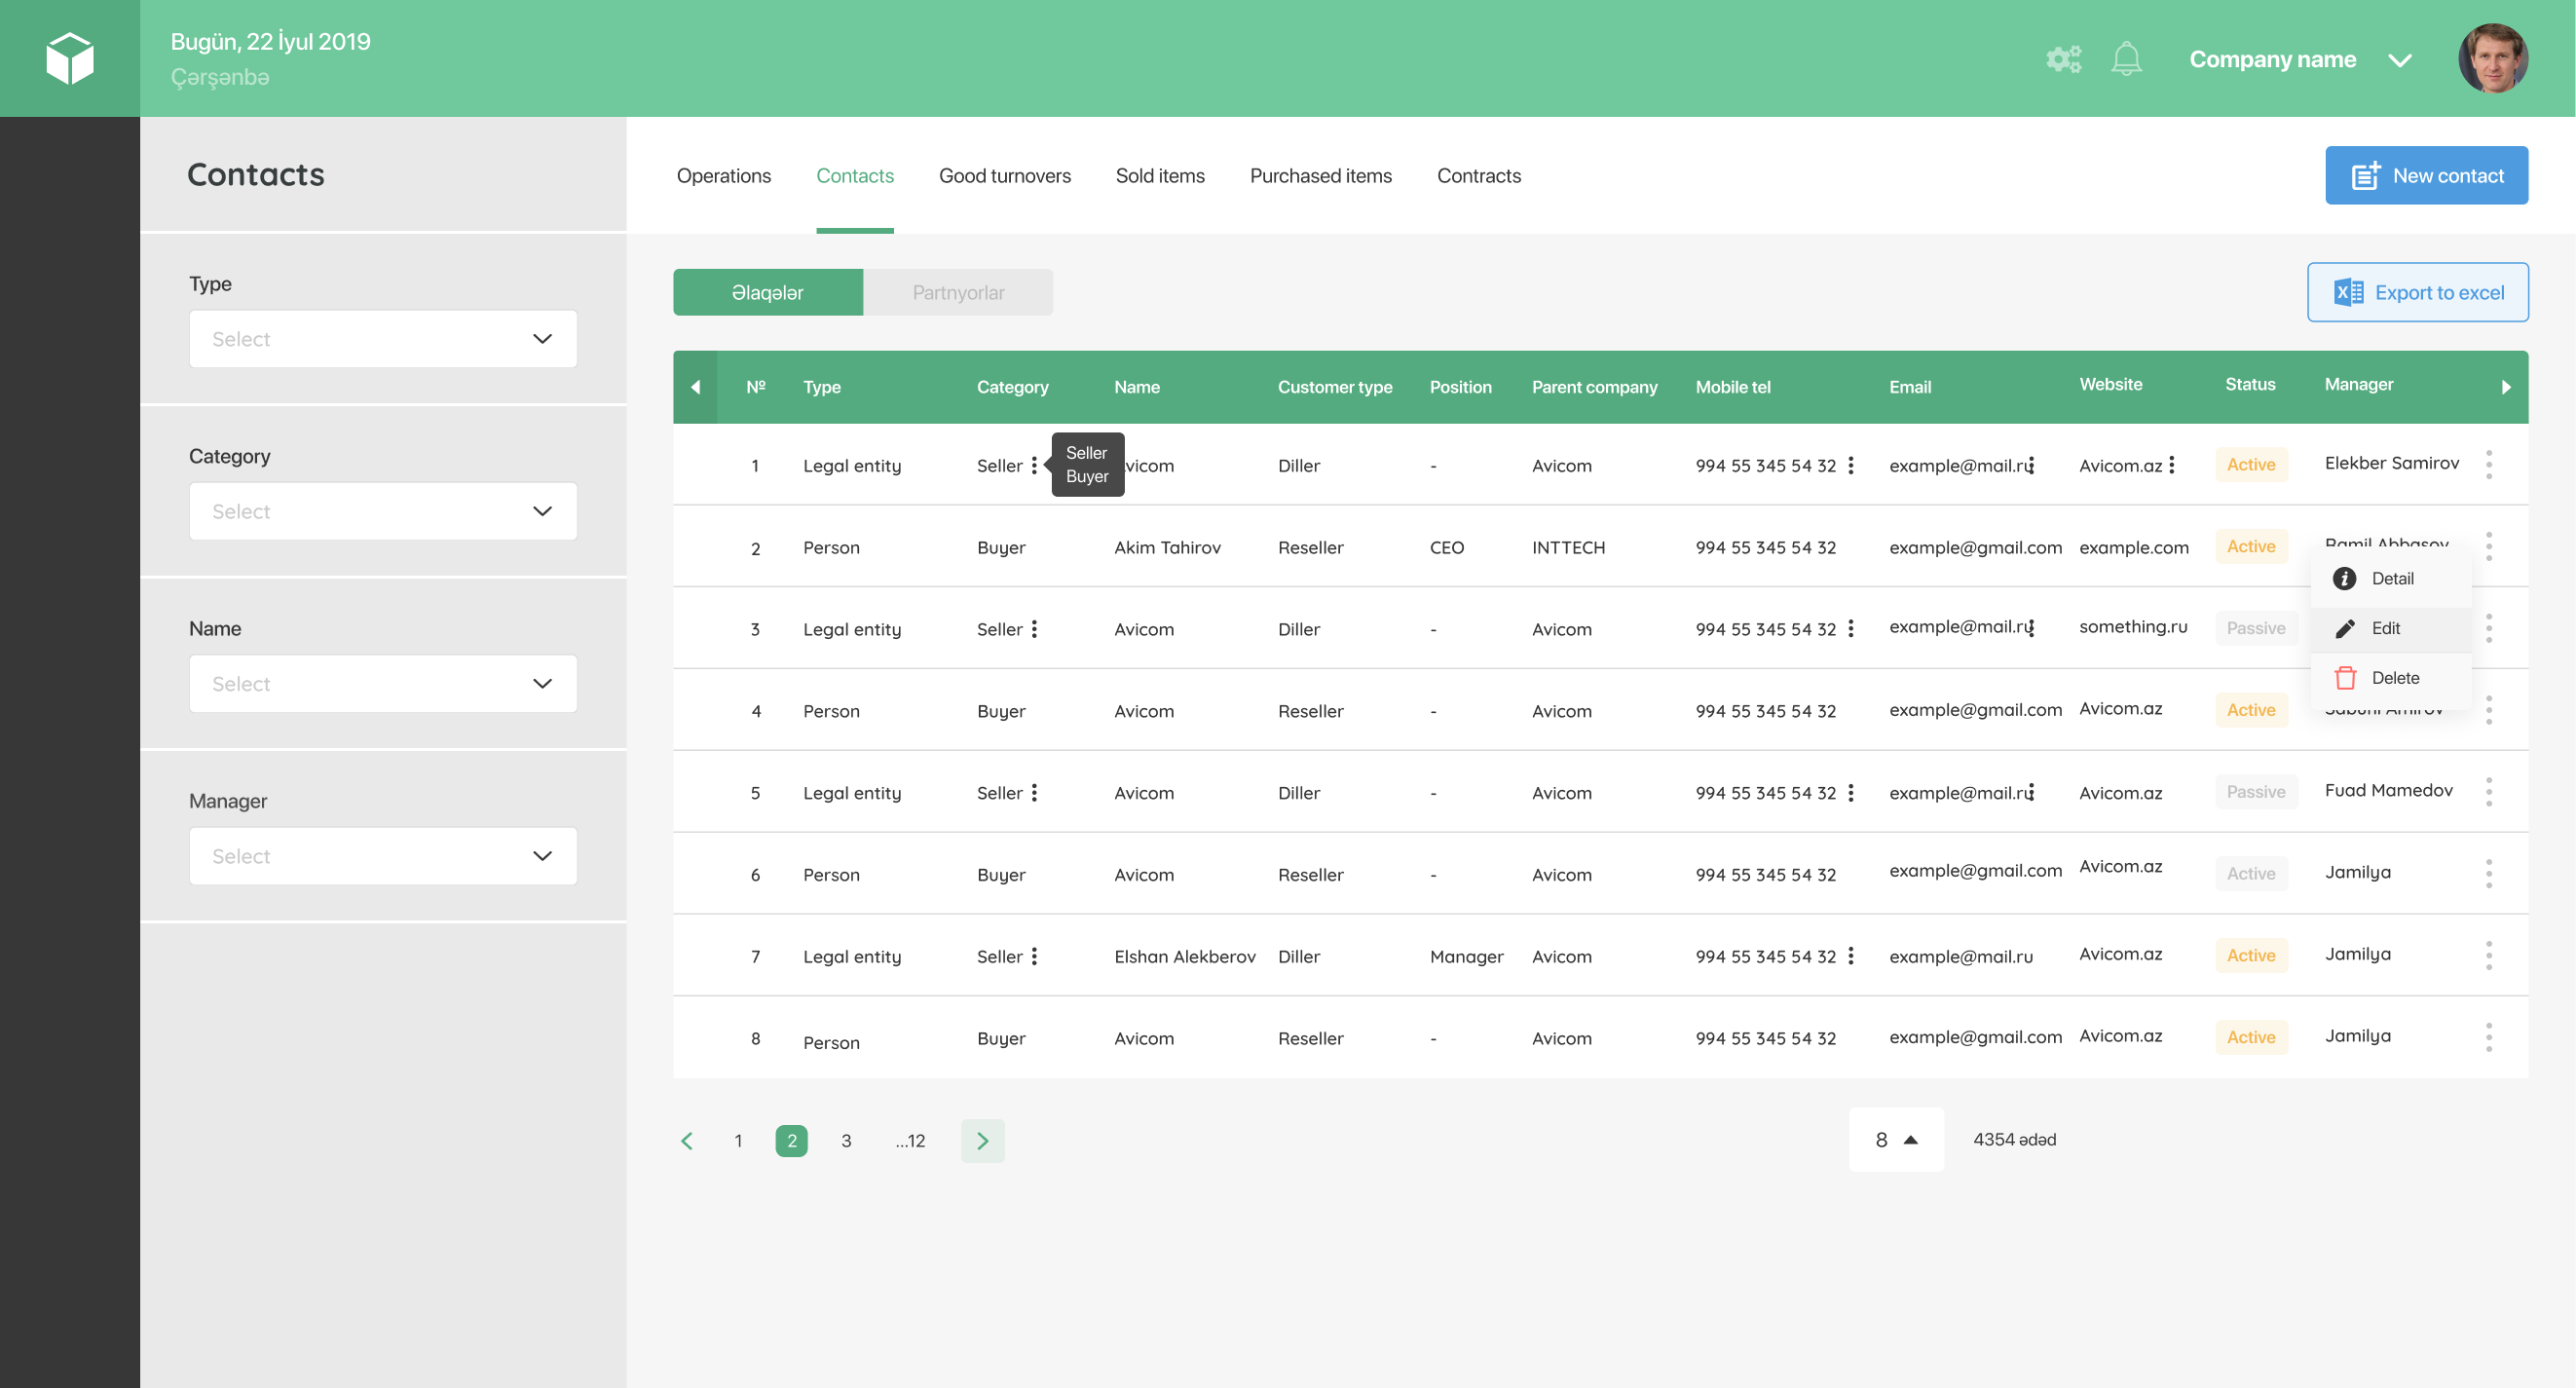 Bugün, 22 İyul 2019
Çərşənbə
Company name
Contacts
Operations Contacts Good turnovers Sold items Purchased items Contracts
New contact
Type
Select
Category
Select
Name
Select
Manager
Select
Əlaqələr Partnyorlar
Export to excel
№ Type Category Name Customer type Position Parent company Mobile tel Email Website Status Manager
1 Legal entity Seller Avicom Diller - Avicom 994 55 345 54 32 example@mail.ru Avicom.az Active Elekber Samirov
Seller
Buyer
2 Person Buyer Akim Tahirov Reseller CEO INTTECH 994 55 345 54 32 example@gmail.com example.com Active Ramil Abbasov
Detail
Edit
Delete
3 Legal entity Seller Avicom Diller - Avicom 994 55 345 54 32 example@mail.ru something.ru Passive
4 Person Buyer Avicom Reseller - Avicom 994 55 345 54 32 example@gmail.com Avicom.az Active
5 Legal entity Seller Avicom Diller - Avicom 994 55 345 54 32 example@mail.ru Avicom.az Passive Fuad Mamedov
6 Person Buyer Avicom Reseller - Avicom 994 55 345 54 32 example@gmail.com Avicom.az Active Jamilya
7 Legal entity Seller Elshan Alekberov Diller Manager Avicom 994 55 345 54 32 example@mail.ru Avicom.az Active Jamilya
8 Person Buyer Avicom Reseller - Avicom 994 55 345 54 32 example@gmail.com Avicom.az Active Jamilya
1 2 3 ...12
8 4354 ədəd